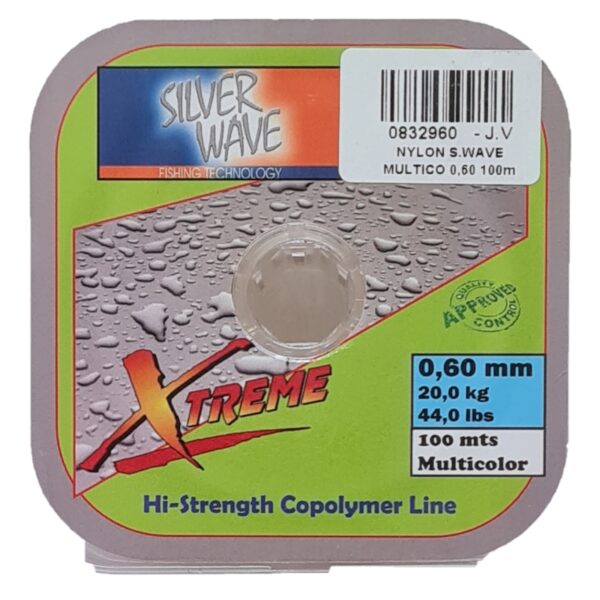 SILVER
WAVE
FISHING TECHNOLOGY
0832960 - J.V
NYLON S.WAVE
MULTICO 0,60 100m
QUALITY
APPROVED
CONTROL
XTREME
0,60 mm
20,0 kg
44,0 lbs
100 mts
Multicolor
Hi-Strength Copolymer Line